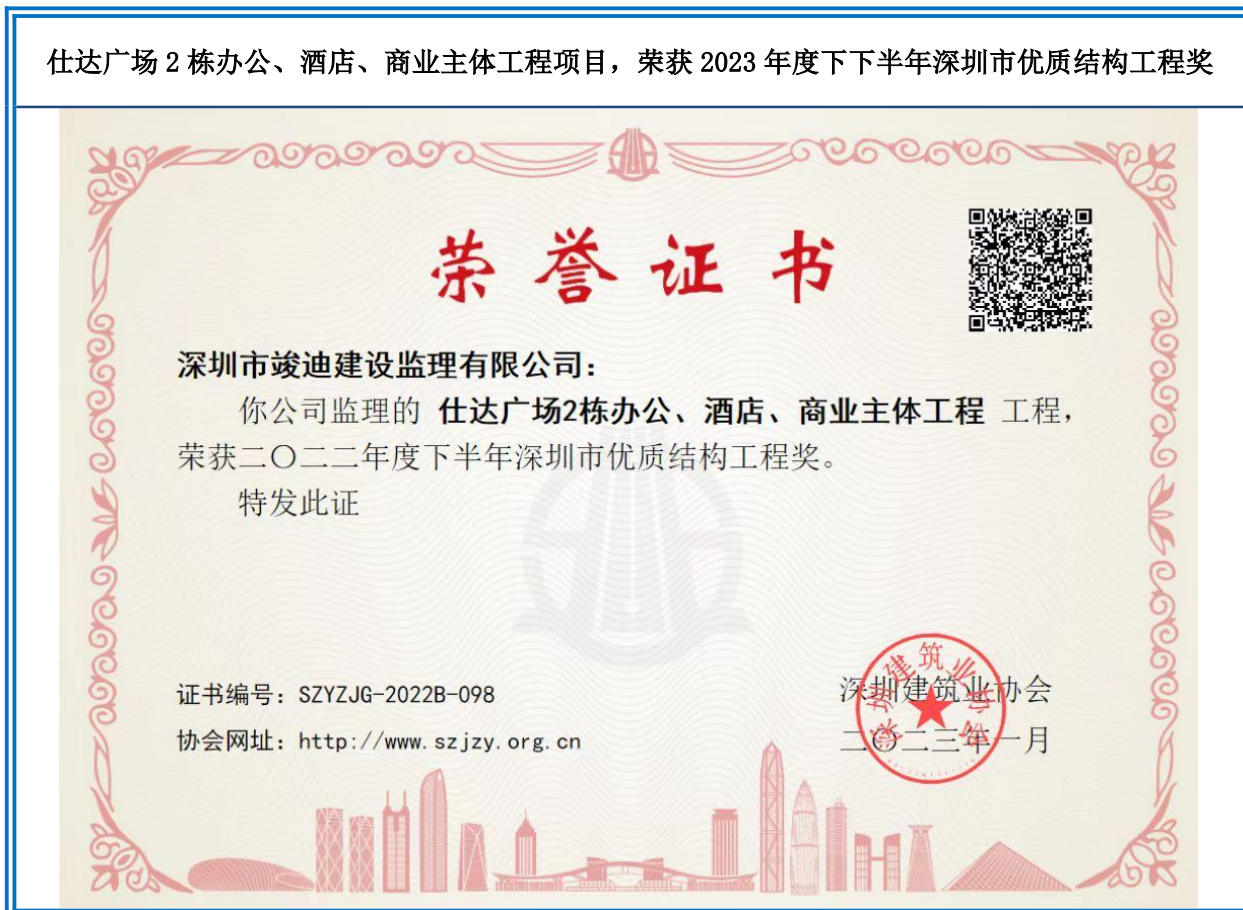 仕达广场 2 栋办公、酒店、商业主体工程项目，荣获 2023 年度下下半年深圳市优质结构工程奖
荣誉证书
深圳市竣迪建设监理有限公司：
你公司监理的 仕达广场2栋办公、酒店、商业主体工程 工程，
荣获二〇二二年度下半年深圳市优质结构工程奖。
特发此证
证书编号：SZYZJG-2022B-098
协会网址：http://www.szjzy.org.cn
深圳建筑业协会
二〇二三年一月
深圳建筑业协会